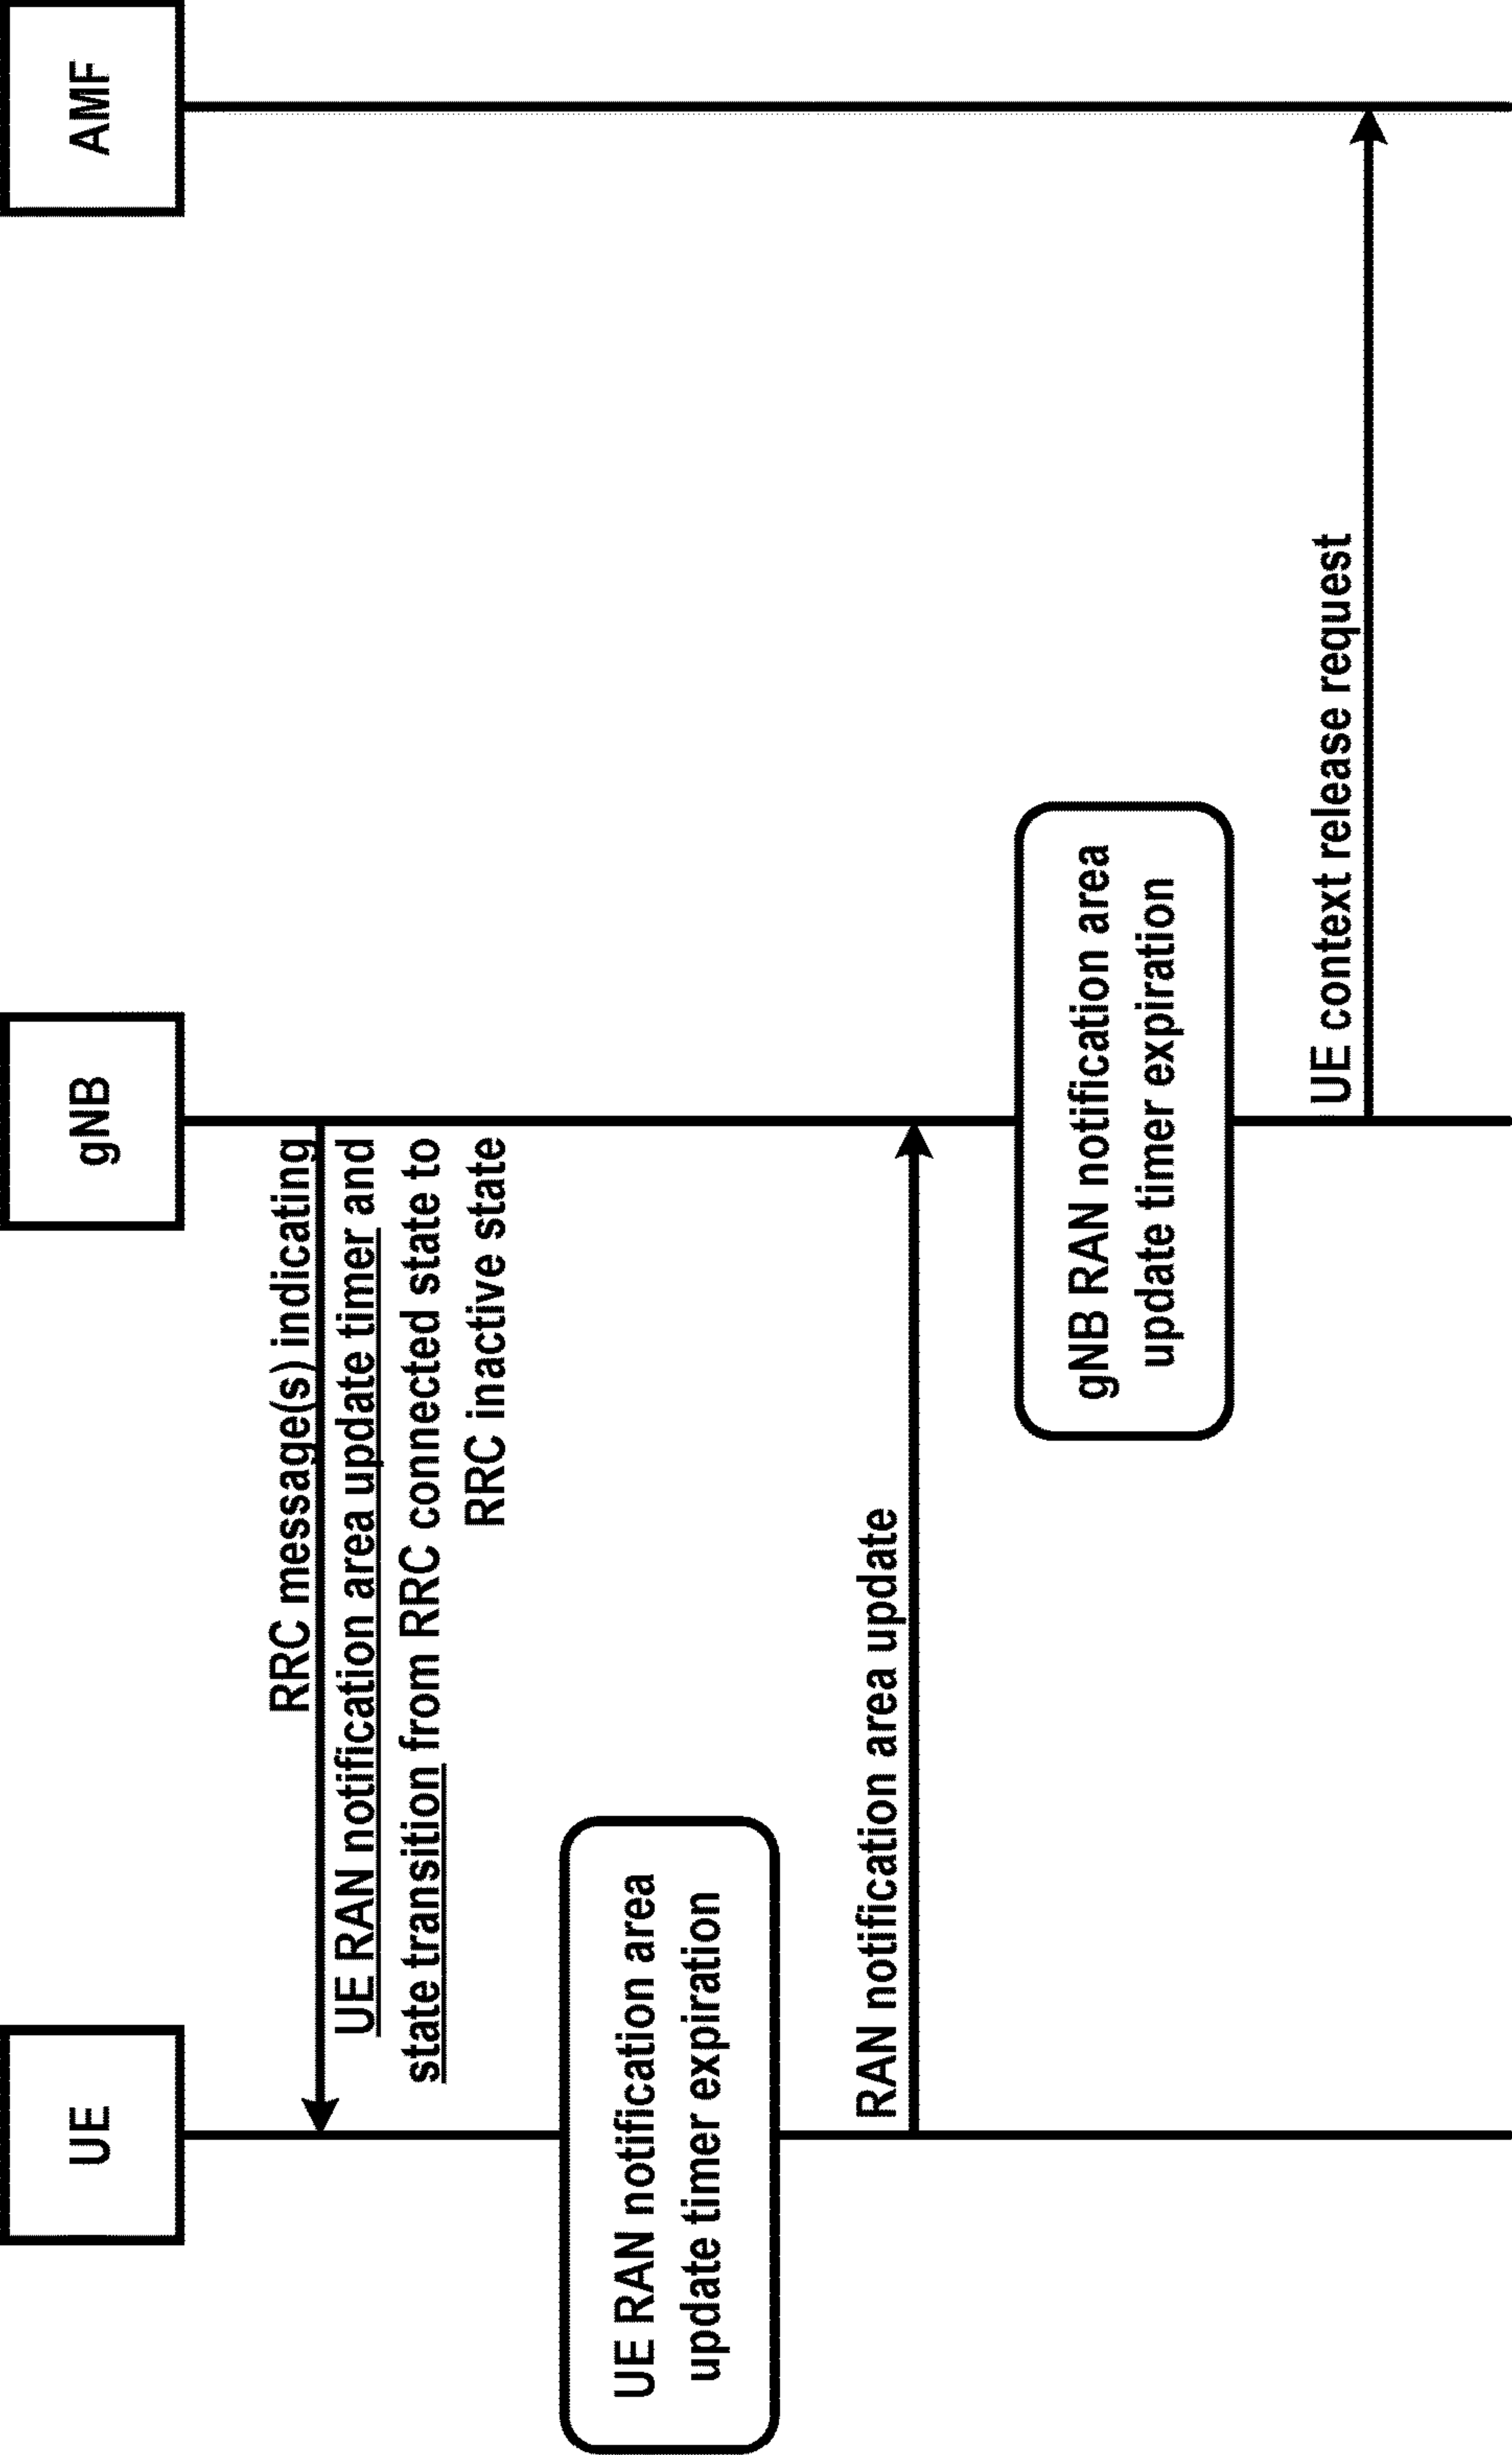 UE
gNB
AMF
RRC message(s) indicating
UE RAN notification area update timer and
state transition from RRC connected state to
RRC inactive state
UE RAN notification area
update timer expiration
RAN notification area update
gNB RAN notification area
update timer expiration
UE context release request